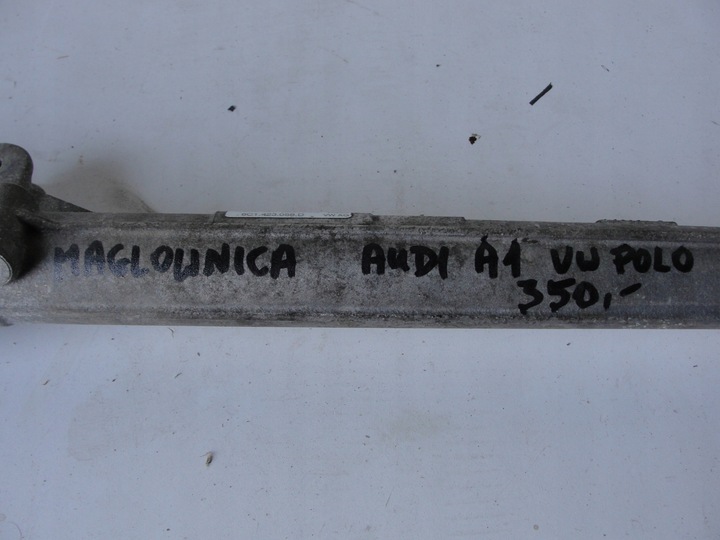 MAGLOWNICA AUDI A1 VW POLO
350,-